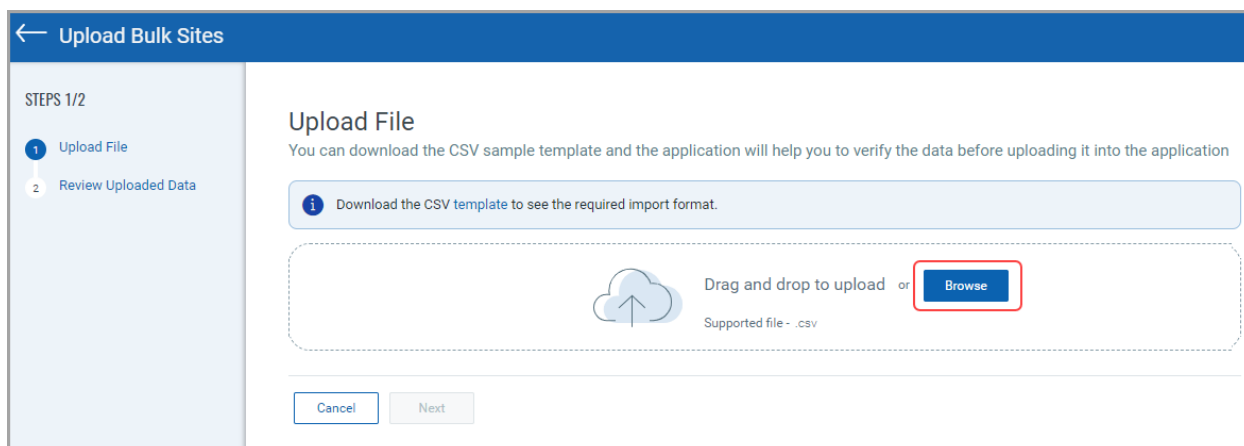 Upload Bulk Sites
STEPS 1/2
1 Upload File
2 Review Uploaded Data
Upload File
You can download the CSV sample template and the application will help you to verify the data before uploading it into the application
i Download the CSV template to see the required import format.
Drag and drop to upload or Browse
Supported file - .csv
Cancel Next